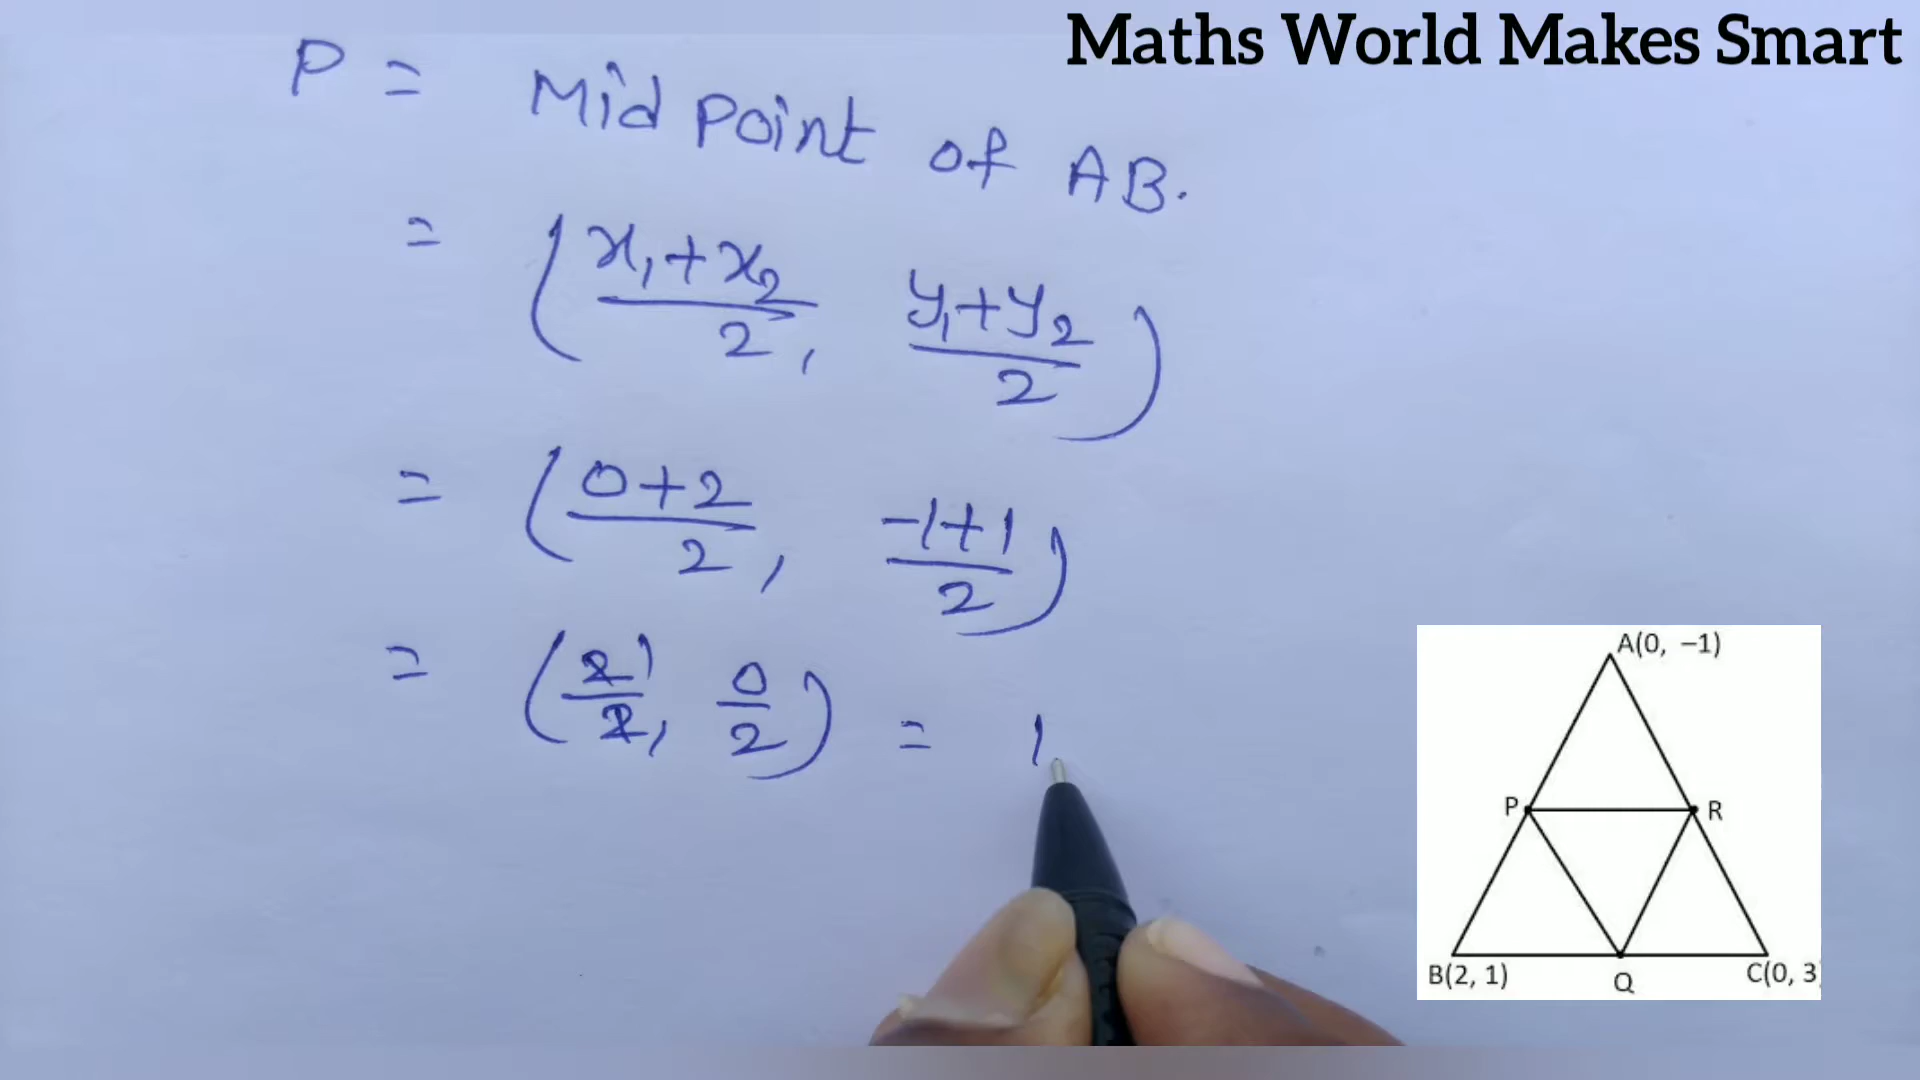 Maths World Makes Smart
P = Mid Point of AB.
= (x₁+x₂/2, y₁+y₂/2)
= (0+2/2, -1+1/2)
= (2 1/2, 0/2) = 1
A(0, −1)
P R
B(2, 1) Q C(0, 3